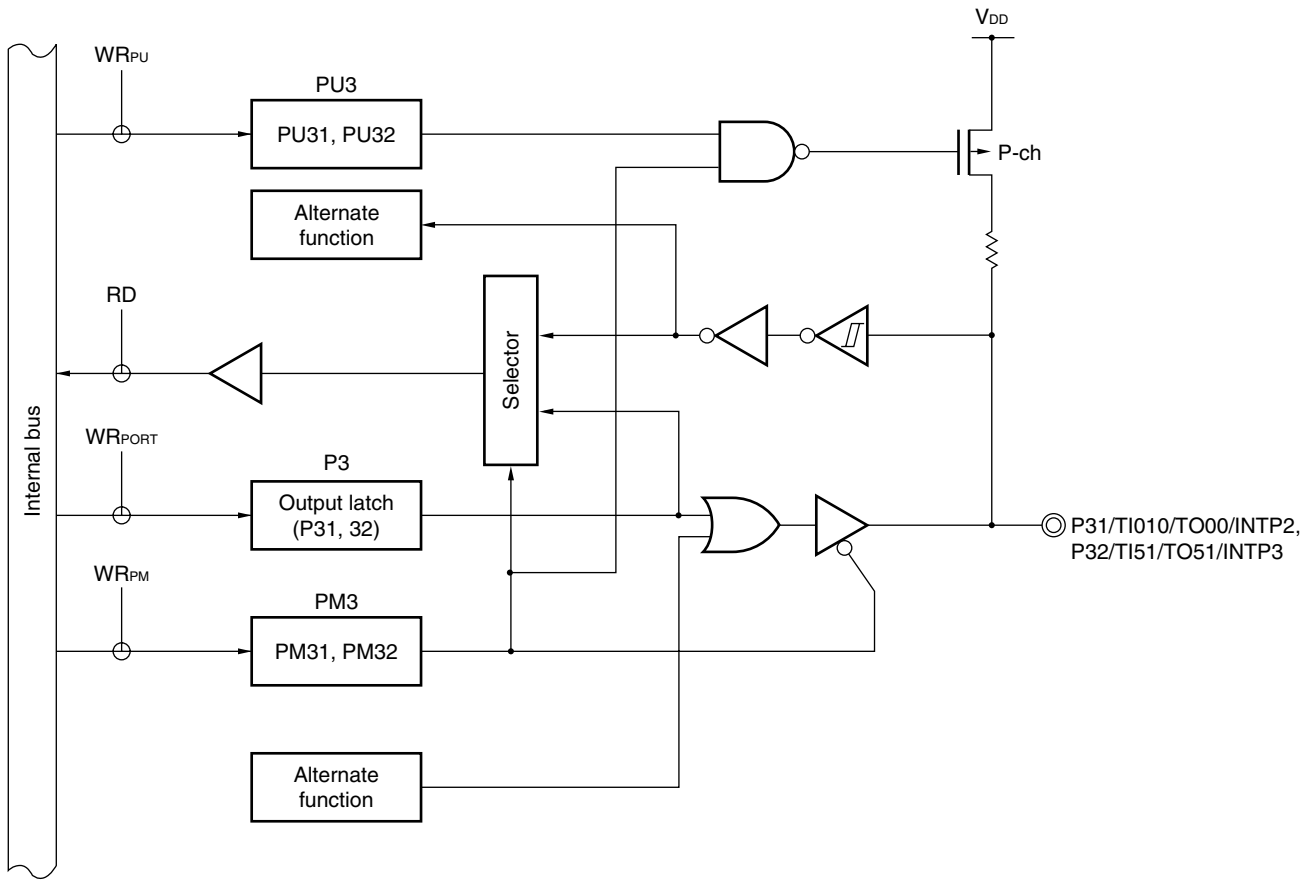 VDD
WRPU
PU3
PU31, PU32
P-ch
Alternate
function
RD
Selector
Internal bus
WRPORT
P3
Output latch
(P31, 32)
P31/TI010/TO00/INTP2,
P32/TI51/TO51/INTP3
WRPM
PM3
PM31, PM32
Alternate
function